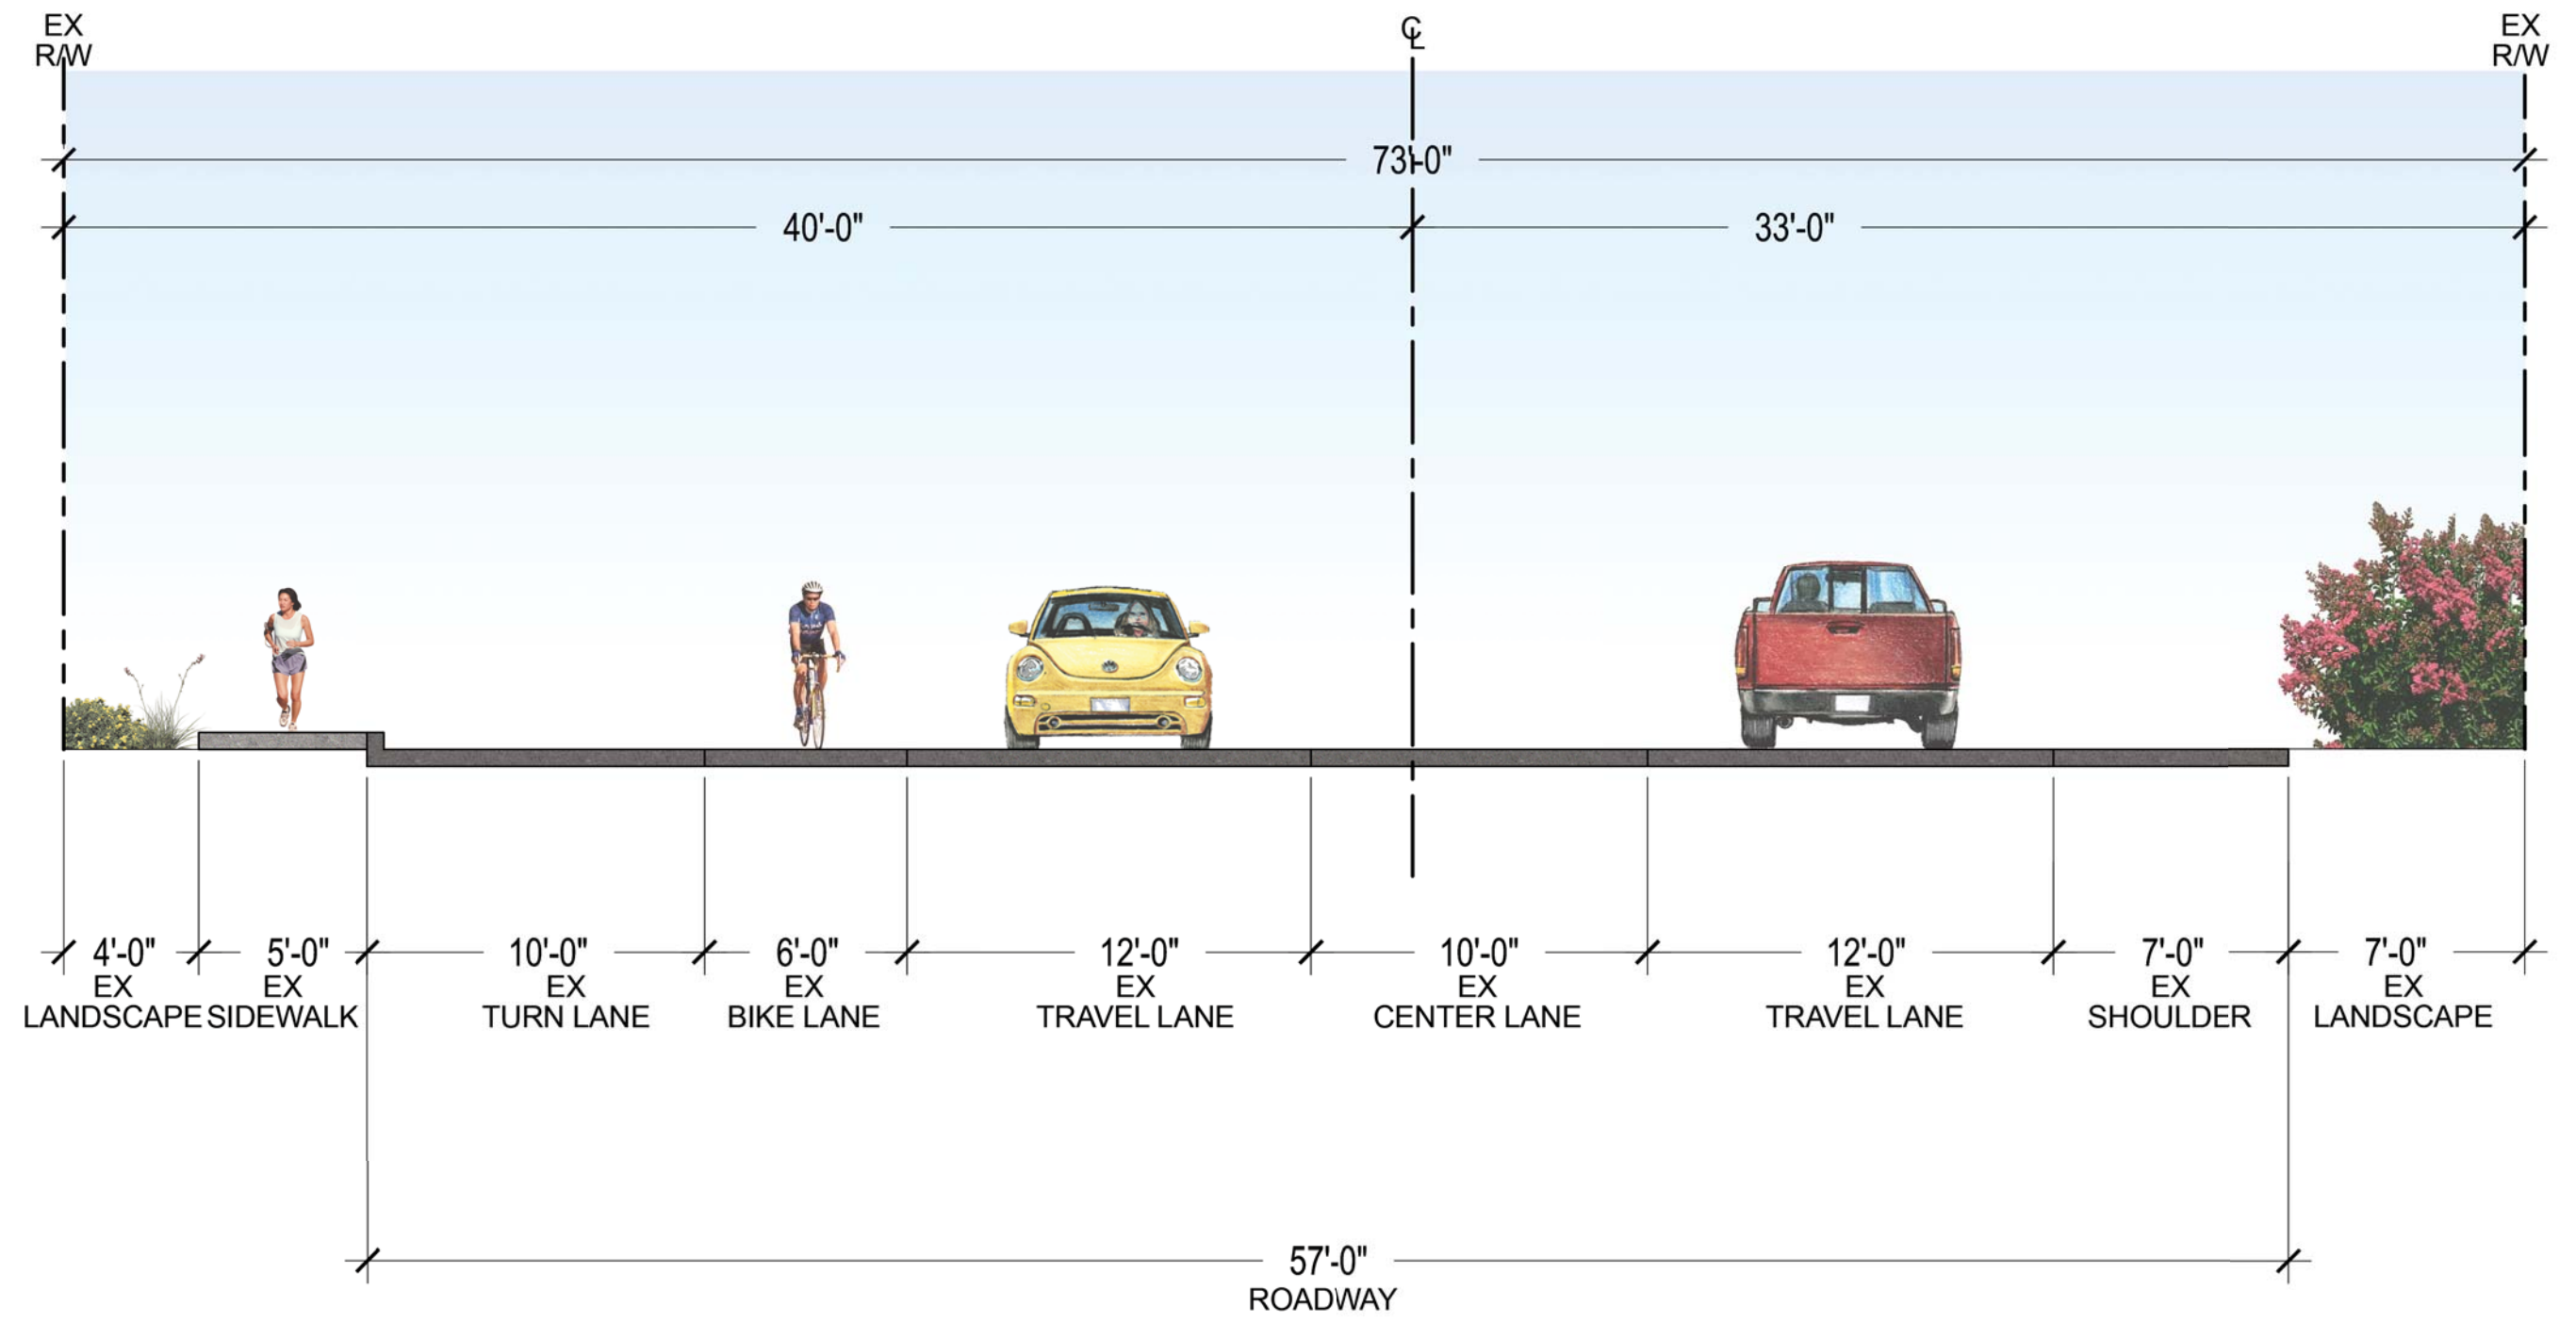 EX
R/W
℄
EX
R/W
73'-0"
40'-0"
33'-0"
4'-0"
EX
LANDSCAPE
5'-0"
EX
SIDEWALK
10'-0"
EX
TURN LANE
6'-0"
EX
BIKE LANE
12'-0"
EX
TRAVEL LANE
10'-0"
EX
CENTER LANE
12'-0"
EX
TRAVEL LANE
7'-0"
EX
SHOULDER
7'-0"
EX
LANDSCAPE
57'-0"
ROADWAY